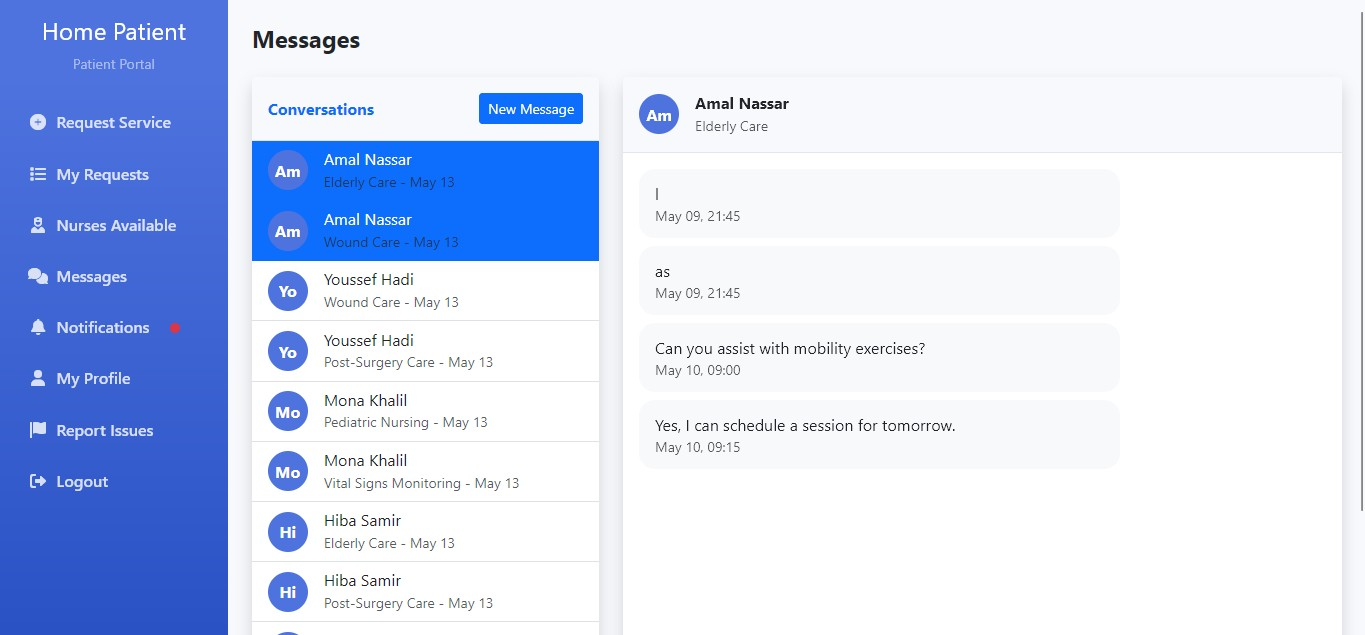 Home Patient
Patient Portal
Request Service
My Requests
Nurses Available
Messages
Notifications
My Profile
Report Issues
Logout
Messages
Conversations
New Message
Am
Amal Nassar
Elderly Care - May 13
Am
Amal Nassar
Wound Care - May 13
Yo
Youssef Hadi
Wound Care - May 13
Yo
Youssef Hadi
Post-Surgery Care - May 13
Mo
Mona Khalil
Pediatric Nursing - May 13
Mo
Mona Khalil
Vital Signs Monitoring - May 13
Hi
Hiba Samir
Elderly Care - May 13
Hi
Hiba Samir
Post-Surgery Care - May 13
Am
Amal Nassar
Elderly Care
l
May 09, 21:45
as
May 09, 21:45
Can you assist with mobility exercises?
May 10, 09:00
Yes, I can schedule a session for tomorrow.
May 10, 09:15